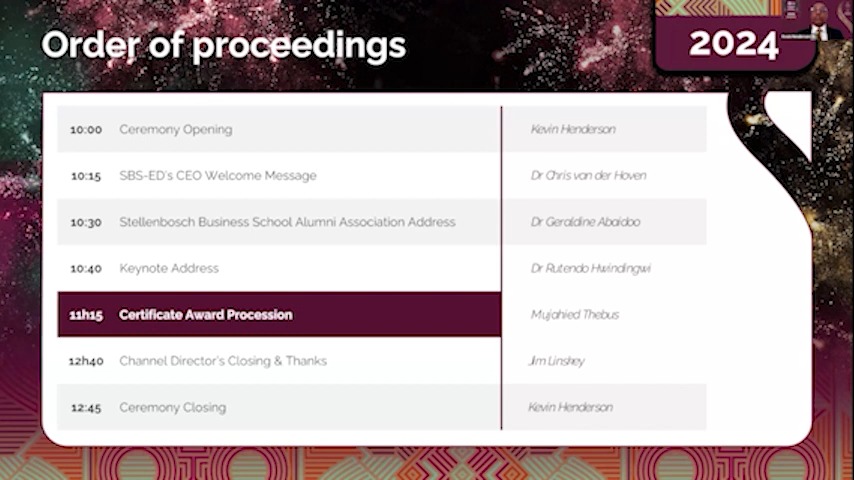 Order of proceedings
2024
10:00 Ceremony Opening Kevin Henderson
10:15 SBS-ED's CEO Welcome Message Dr Chris van der Hoven
10:30 Stellenbosch Business School Alumni Association Address Dr Geraldine Abaidoo
10:40 Keynote Address Dr Rutendo Hwindingwi
11h15 Certificate Award Procession Mujahied Thebus
12h40 Channel Director's Closing & Thanks Jim Linskey
12:45 Ceremony Closing Kevin Henderson